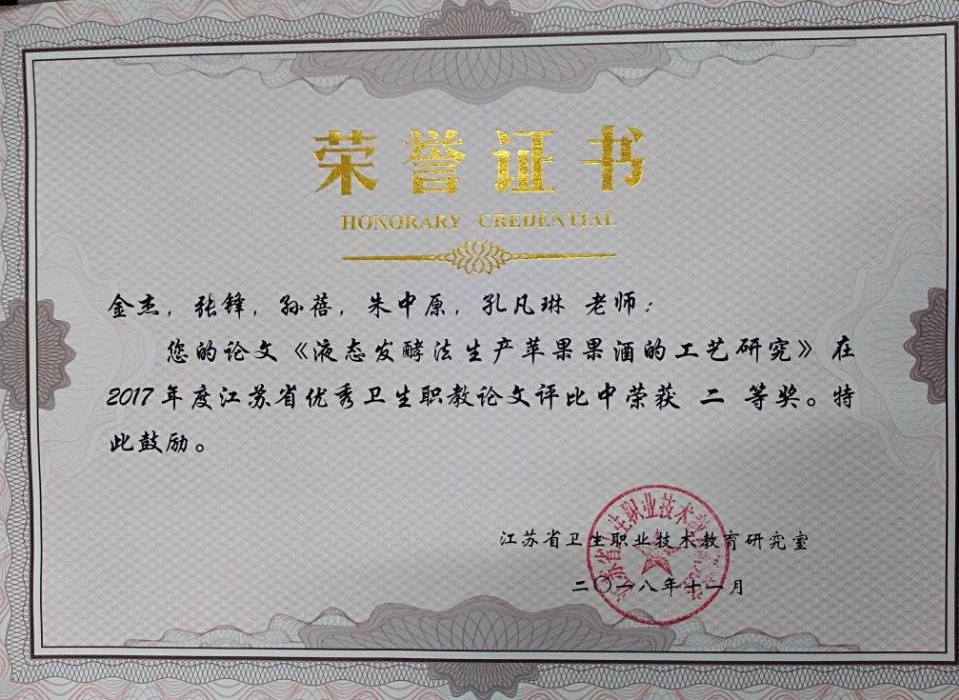 荣誉证书
HONORARY CREDENTIAL
金杰，张锋，孙蓓，朱中原，孔凡琳 老师：
您的论文《液态发酵法生产苹果果酒的工艺研究》在
2017年度江苏省优秀卫生职教论文评比中荣获 二 等奖。特
此鼓励。
江苏省卫生职业技术教育研究室
二〇一八年十一月